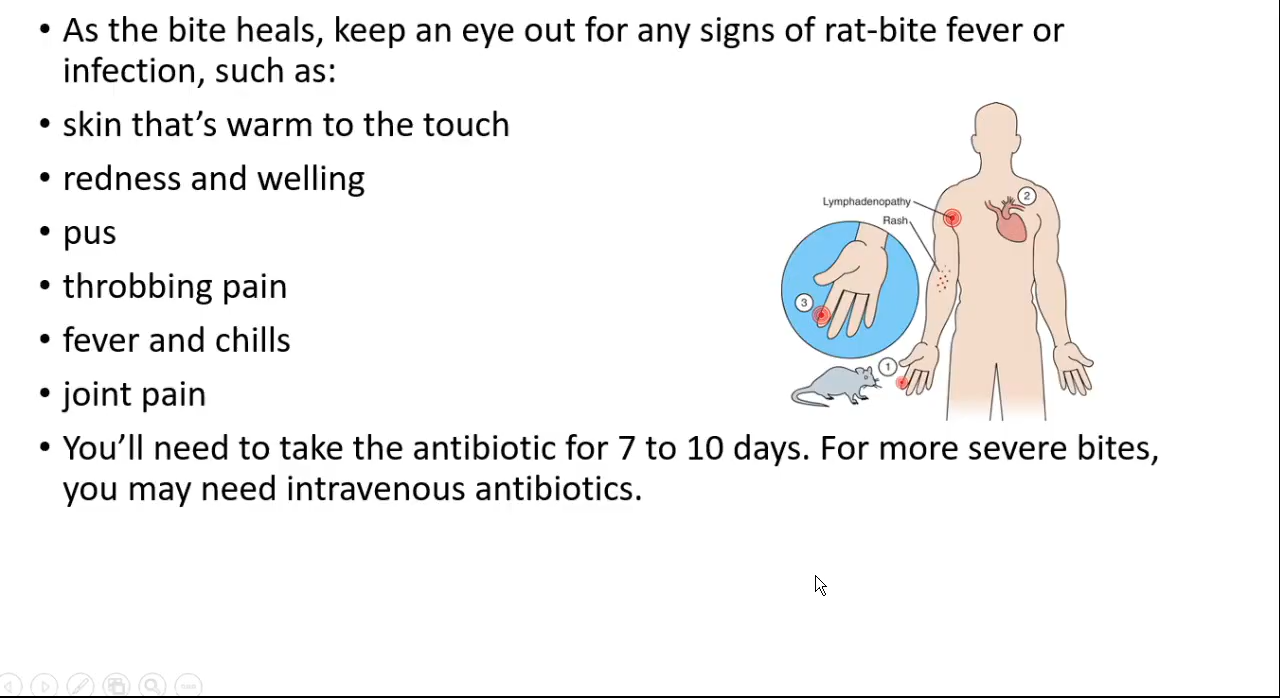 • As the bite heals, keep an eye out for any signs of rat-bite fever or
infection, such as:
• skin that’s warm to the touch
• redness and welling
• pus
• throbbing pain
• fever and chills
• joint pain
• You’ll need to take the antibiotic for 7 to 10 days. For more severe bites,
you may need intravenous antibiotics.
2
Lymphadenopathy
Rash
3
1